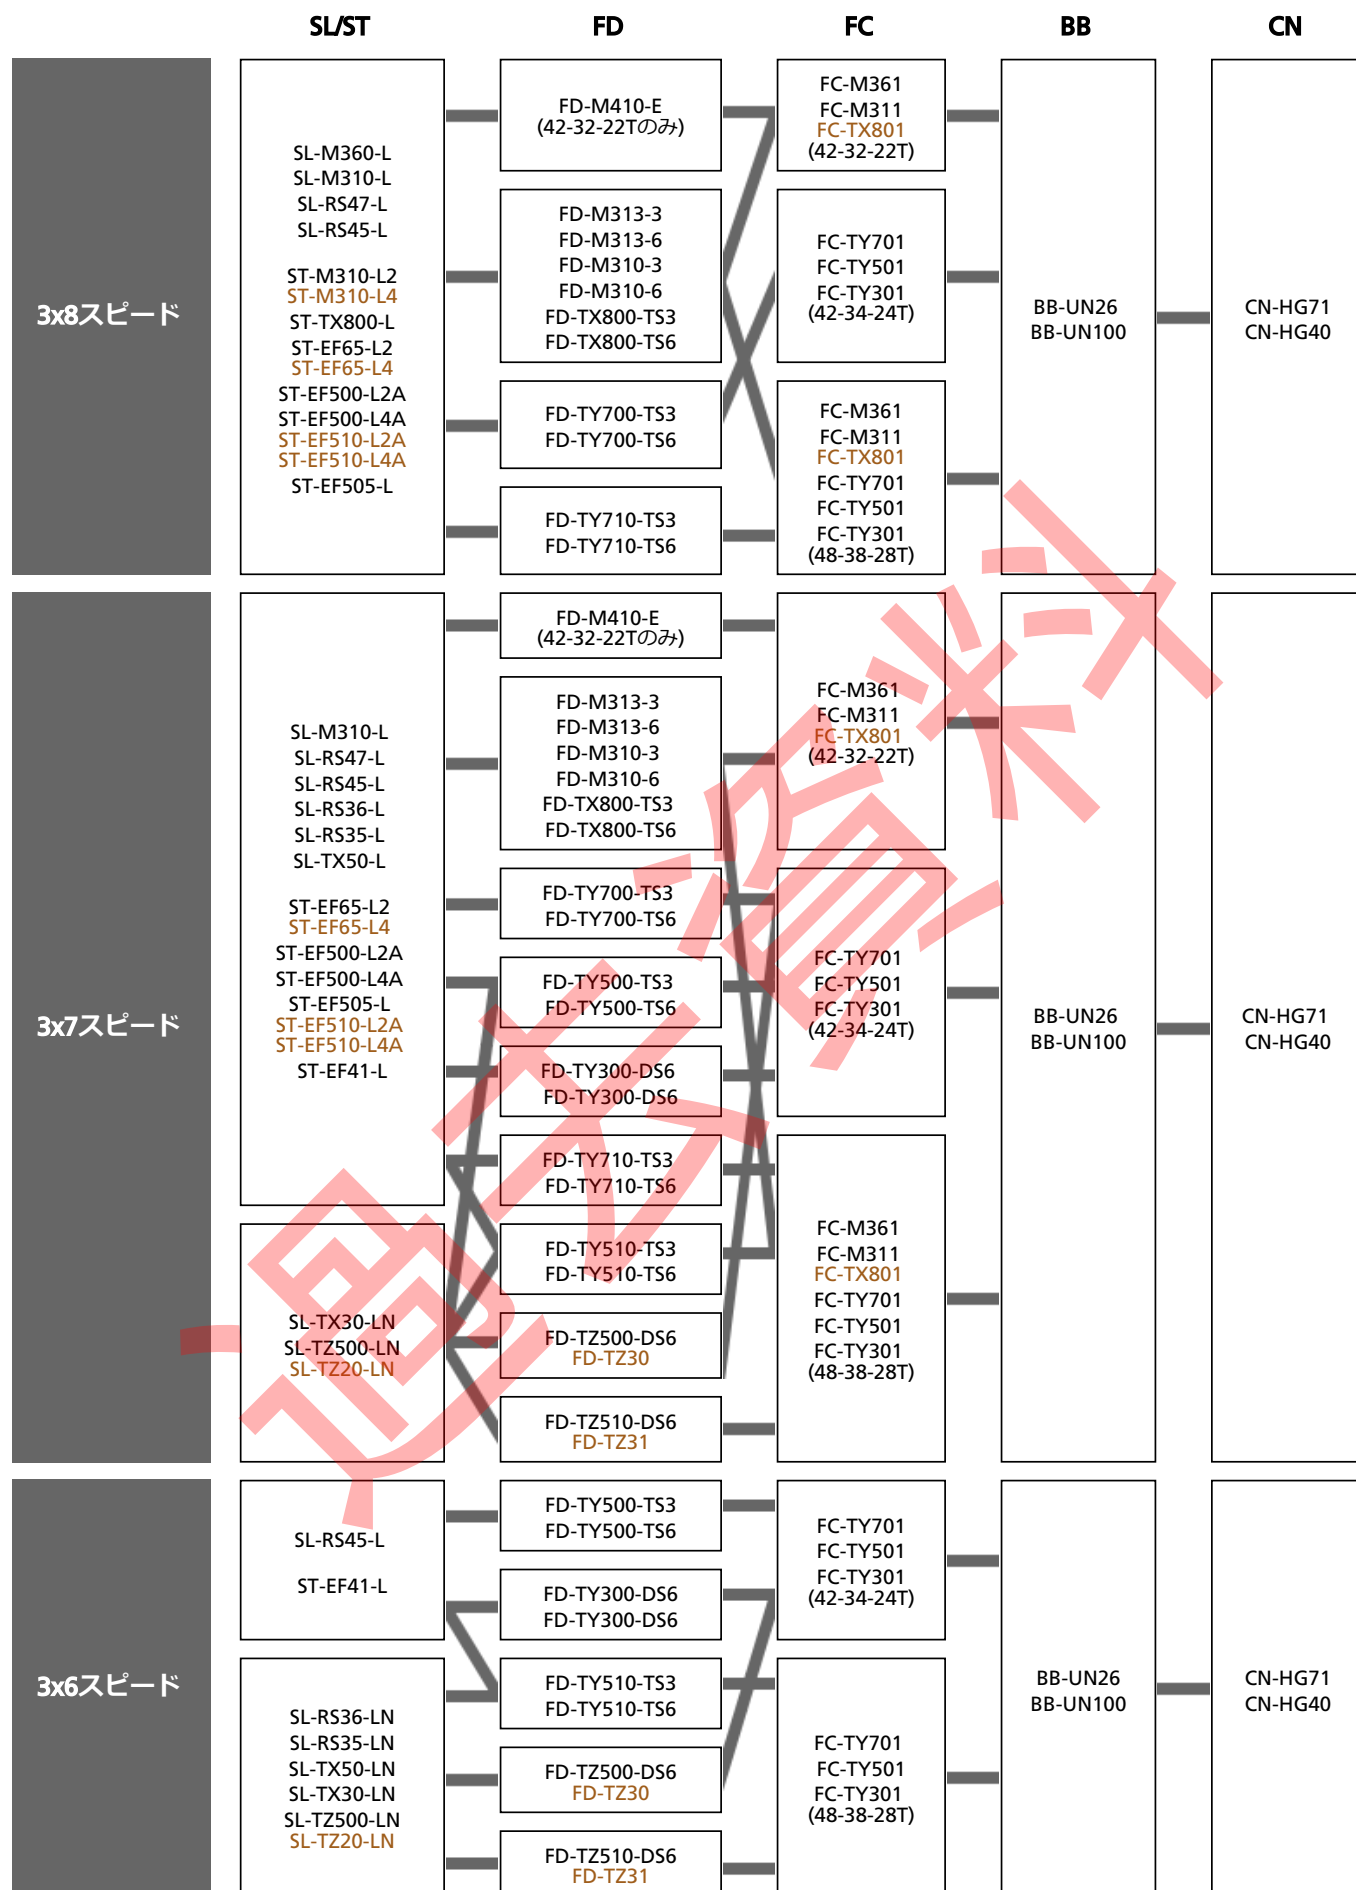 SL/ST
FD
FC
BB
CN
3x8スピード
SL-M360-L
SL-M310-L
SL-RS47-L
SL-RS45-L
ST-M310-L2
ST-M310-L4
ST-TX800-L
ST-EF65-L2
ST-EF65-L4
ST-EF500-L2A
ST-EF500-L4A
ST-EF510-L2A
ST-EF510-L4A
ST-EF505-L
FD-M410-E
(42-32-22Tのみ)
FD-M313-3
FD-M313-6
FD-M310-3
FD-M310-6
FD-TX800-TS3
FD-TX800-TS6
FD-TY700-TS3
FD-TY700-TS6
FD-TY710-TS3
FD-TY710-TS6
FC-M361
FC-M311
FC-TX801
(42-32-22T)
FC-TY701
FC-TY501
FC-TY301
(42-34-24T)
FC-M361
FC-M311
FC-TX801
FC-TY701
FC-TY501
FC-TY301
(48-38-28T)
BB-UN26
BB-UN100
CN-HG71
CN-HG40
3x7スピード
SL-M310-L
SL-RS47-L
SL-RS45-L
SL-RS36-L
SL-RS35-L
SL-TX50-L
ST-EF65-L2
ST-EF65-L4
ST-EF500-L2A
ST-EF500-L4A
ST-EF505-L
ST-EF510-L2A
ST-EF510-L4A
ST-EF41-L
SL-TX30-LN
SL-TZ500-LN
SL-TZ20-LN
FD-M410-E
(42-32-22Tのみ)
FD-M313-3
FD-M313-6
FD-M310-3
FD-M310-6
FD-TX800-TS3
FD-TX800-TS6
FD-TY700-TS3
FD-TY700-TS6
FD-TY500-TS3
FD-TY500-TS6
FD-TY300-DS6
FD-TY300-DS6
FD-TY710-TS3
FD-TY710-TS6
FD-TY510-TS3
FD-TY510-TS6
FD-TZ500-DS6
FD-TZ30
FD-TZ510-DS6
FD-TZ31
FC-M361
FC-M311
FC-TX801
(42-32-22T)
FC-TY701
FC-TY501
FC-TY301
(42-34-24T)
FC-M361
FC-M311
FC-TX801
FC-TY701
FC-TY501
FC-TY301
(48-38-28T)
BB-UN26
BB-UN100
CN-HG71
CN-HG40
3x6スピード
SL-RS45-L
ST-EF41-L
SL-RS36-LN
SL-RS35-LN
SL-TX50-LN
SL-TX30-LN
SL-TZ500-LN
SL-TZ20-LN
FD-TY500-TS3
FD-TY500-TS6
FD-TY300-DS6
FD-TY300-DS6
FD-TY510-TS3
FD-TY510-TS6
FD-TZ500-DS6
FD-TZ30
FD-TZ510-DS6
FD-TZ31
FC-TY701
FC-TY501
FC-TY301
(42-34-24T)
FC-TY701
FC-TY501
FC-TY301
(48-38-28T)
BB-UN26
BB-UN100
CN-HG71
CN-HG40
過去資料